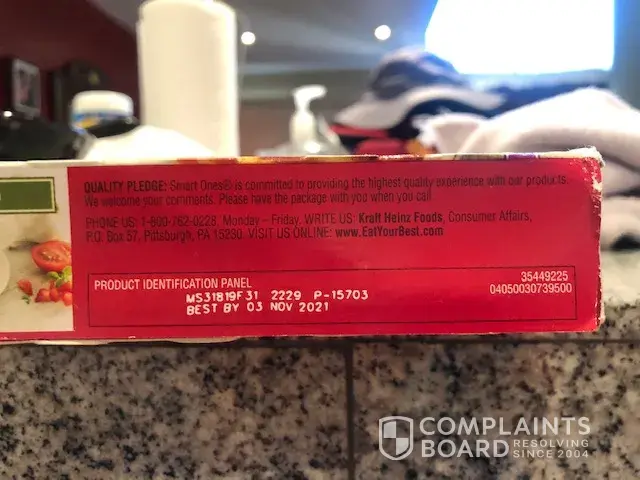 QUALITY PLEDGE: Smart Ones® is committed to providing the highest quality experience with our products.
We welcome your comments. Please have the package with you when you call
PHONE US: 1-800-762-0228, Monday – Friday. WRITE US: Kraft Heinz Foods, Consumer Affairs,
P.O. Box 57, Pittsburgh, PA 15230. VISIT US ONLINE: www.EatYourBest.com
PRODUCT IDENTIFICATION PANEL
35449225
04050030739500
MS31819F31 2229 P-15703
BEST BY 03 NOV 2021
COMPLAINTS
BOARD RESOLVING
SINCE 2004